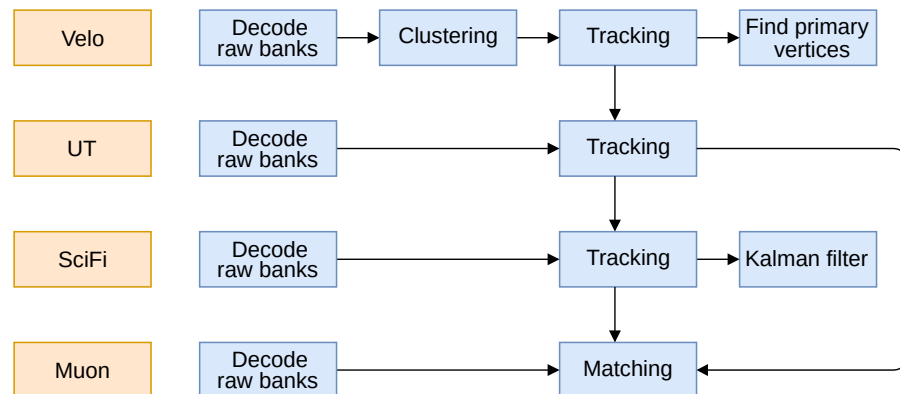 Velo
Decode
raw banks
Clustering
Tracking
Find primary
vertices
UT
Decode
raw banks
Tracking
SciFi
Decode
raw banks
Tracking
Kalman filter
Muon
Decode
raw banks
Matching